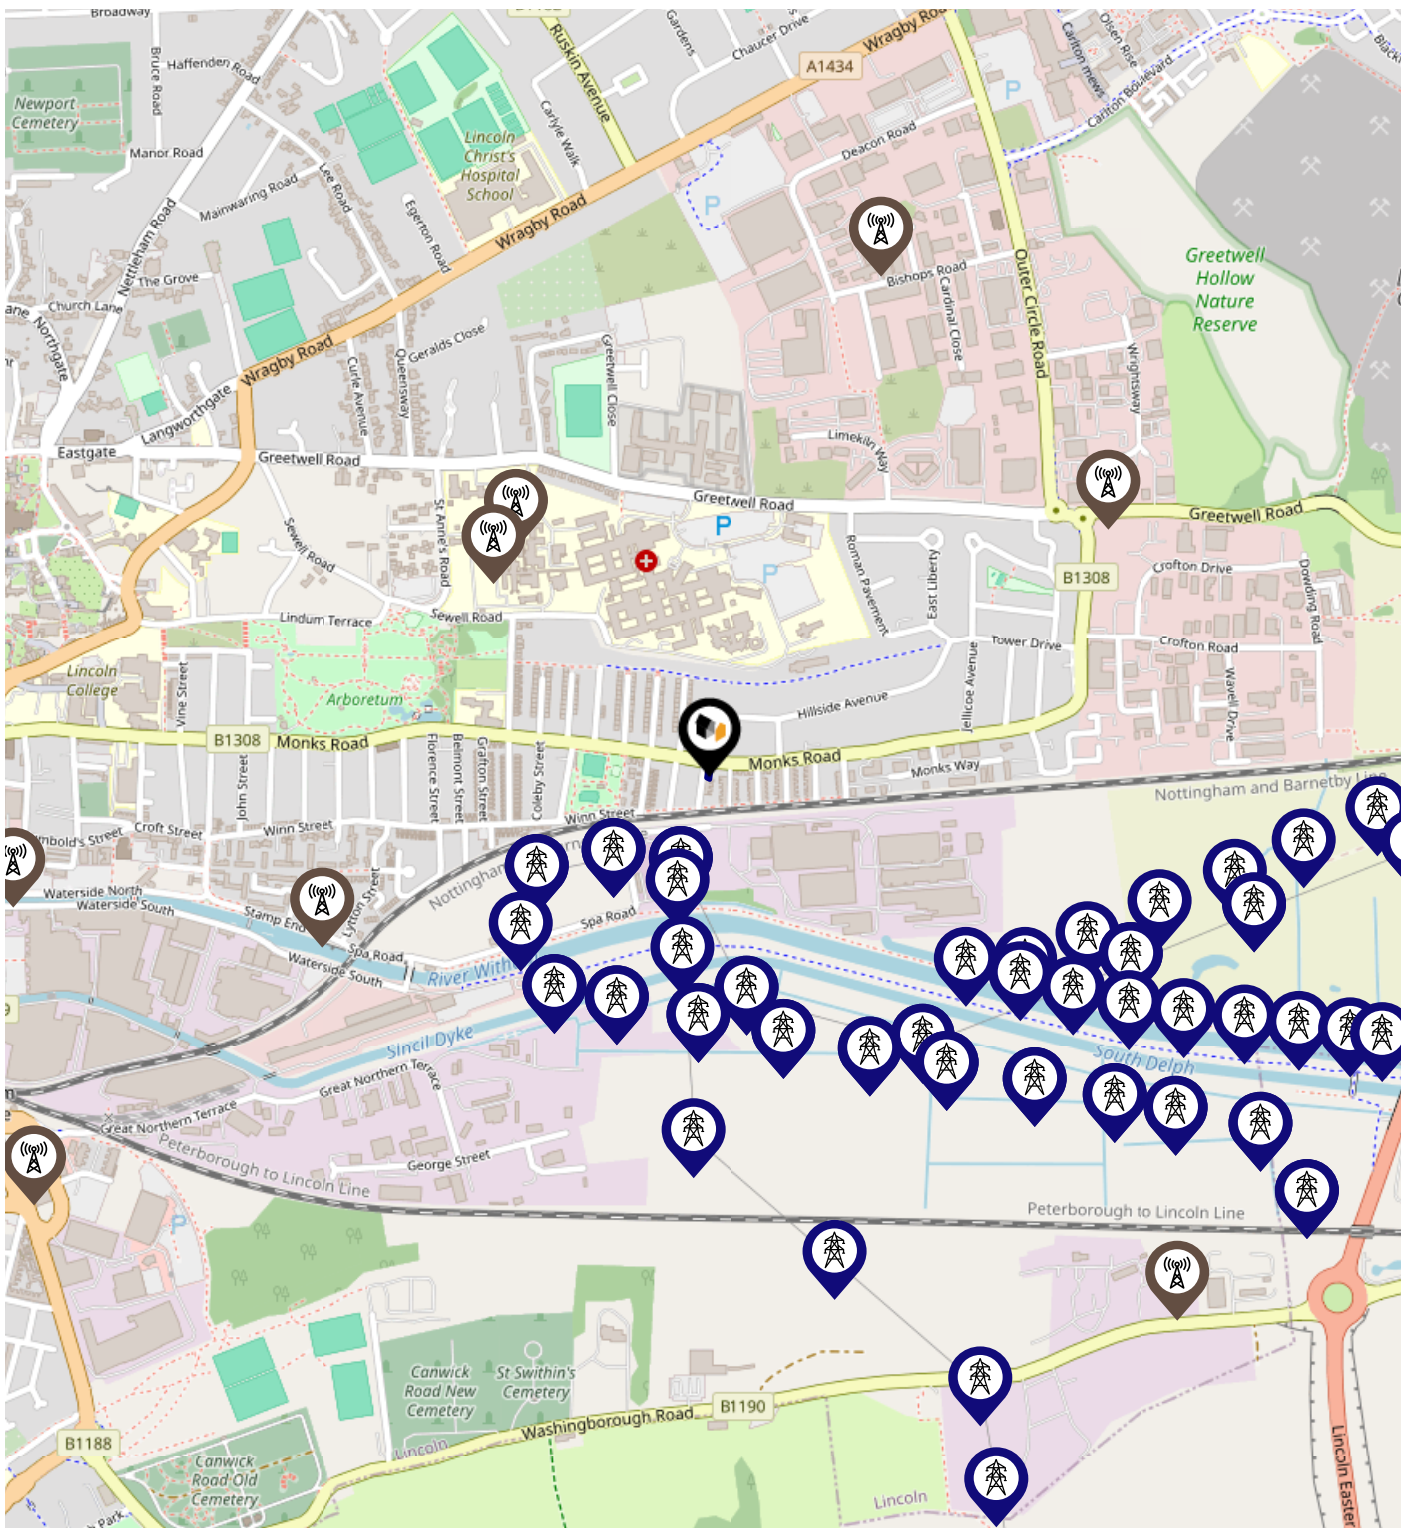 Broadway
Bruce Road
Haffenden Road
Newport
Cemetery
Manor Road
Mainwaring Road
Lee Road
Egerton Road
Nettleham Road
The Grove
Church Lane
Northgate
Wragby Road
Langworthgate
Eastgate
Curle Avenue
Queensway
Geralds Close
Lincoln
Christ's
Hospital
School
Carlyle Walk
Ruskin Avenue
Gardens
Chaucer Drive
A1434
Wragby Road
Wragby Road
P
P
Deacon Road
Bishops Road
Cardinal Close
Outer Circle Road
Carlton mews
Olsen Rise
Carlton Boulevard
Greetwell
Hollow
Nature
Reserve
Wrightsway
Limekiln Way
Greetwell Close
Greetwell Road
Greetwell Road
Greetwell Road
Sewell Road
St Anne's Road
P
P
Roman Pavement
East Liberty
B1308
Crofton Drive
Dowding Road
Crofton Road
Wavell Drive
Tower Drive
Jellicoe Avenue
Lindum Terrace
Sewell Road
Lincoln
College
Vine Street
Arboretum
Hillside Avenue
B1308
Monks Road
Monks Road
Monks Way
John Street
Florence Street
Belmont Street
Grafton Street
Coleby Street
Nottingham and Barnetby Line
Croft Street
Winn Street
Winn Street
Nottingham
Waterside North
Waterside South
Stamp End
Lytton Street
Spa Road
Spa Road
Waterside South
River With
Sincil Dyke
South Delph
Great Northern Terrace
Great Northern Terrace
Peterborough to Lincoln Line
George Street
Peterborough to Lincoln Line
P
Canwick
Road New
Cemetery
St Swithin's
Cemetery
B1190
Washingborough Road
Lincoln
B1188
Canwick
Road Old
Cemetery
Park
Lincoln
Lincoln Easter